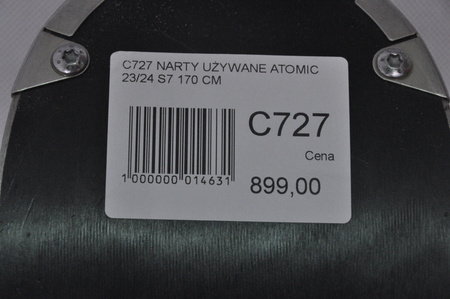 C727 NARTY UŻYWANE ATOMIC
23/24 S7 170 CM
C727
Cena
1 000000 014631
899,00